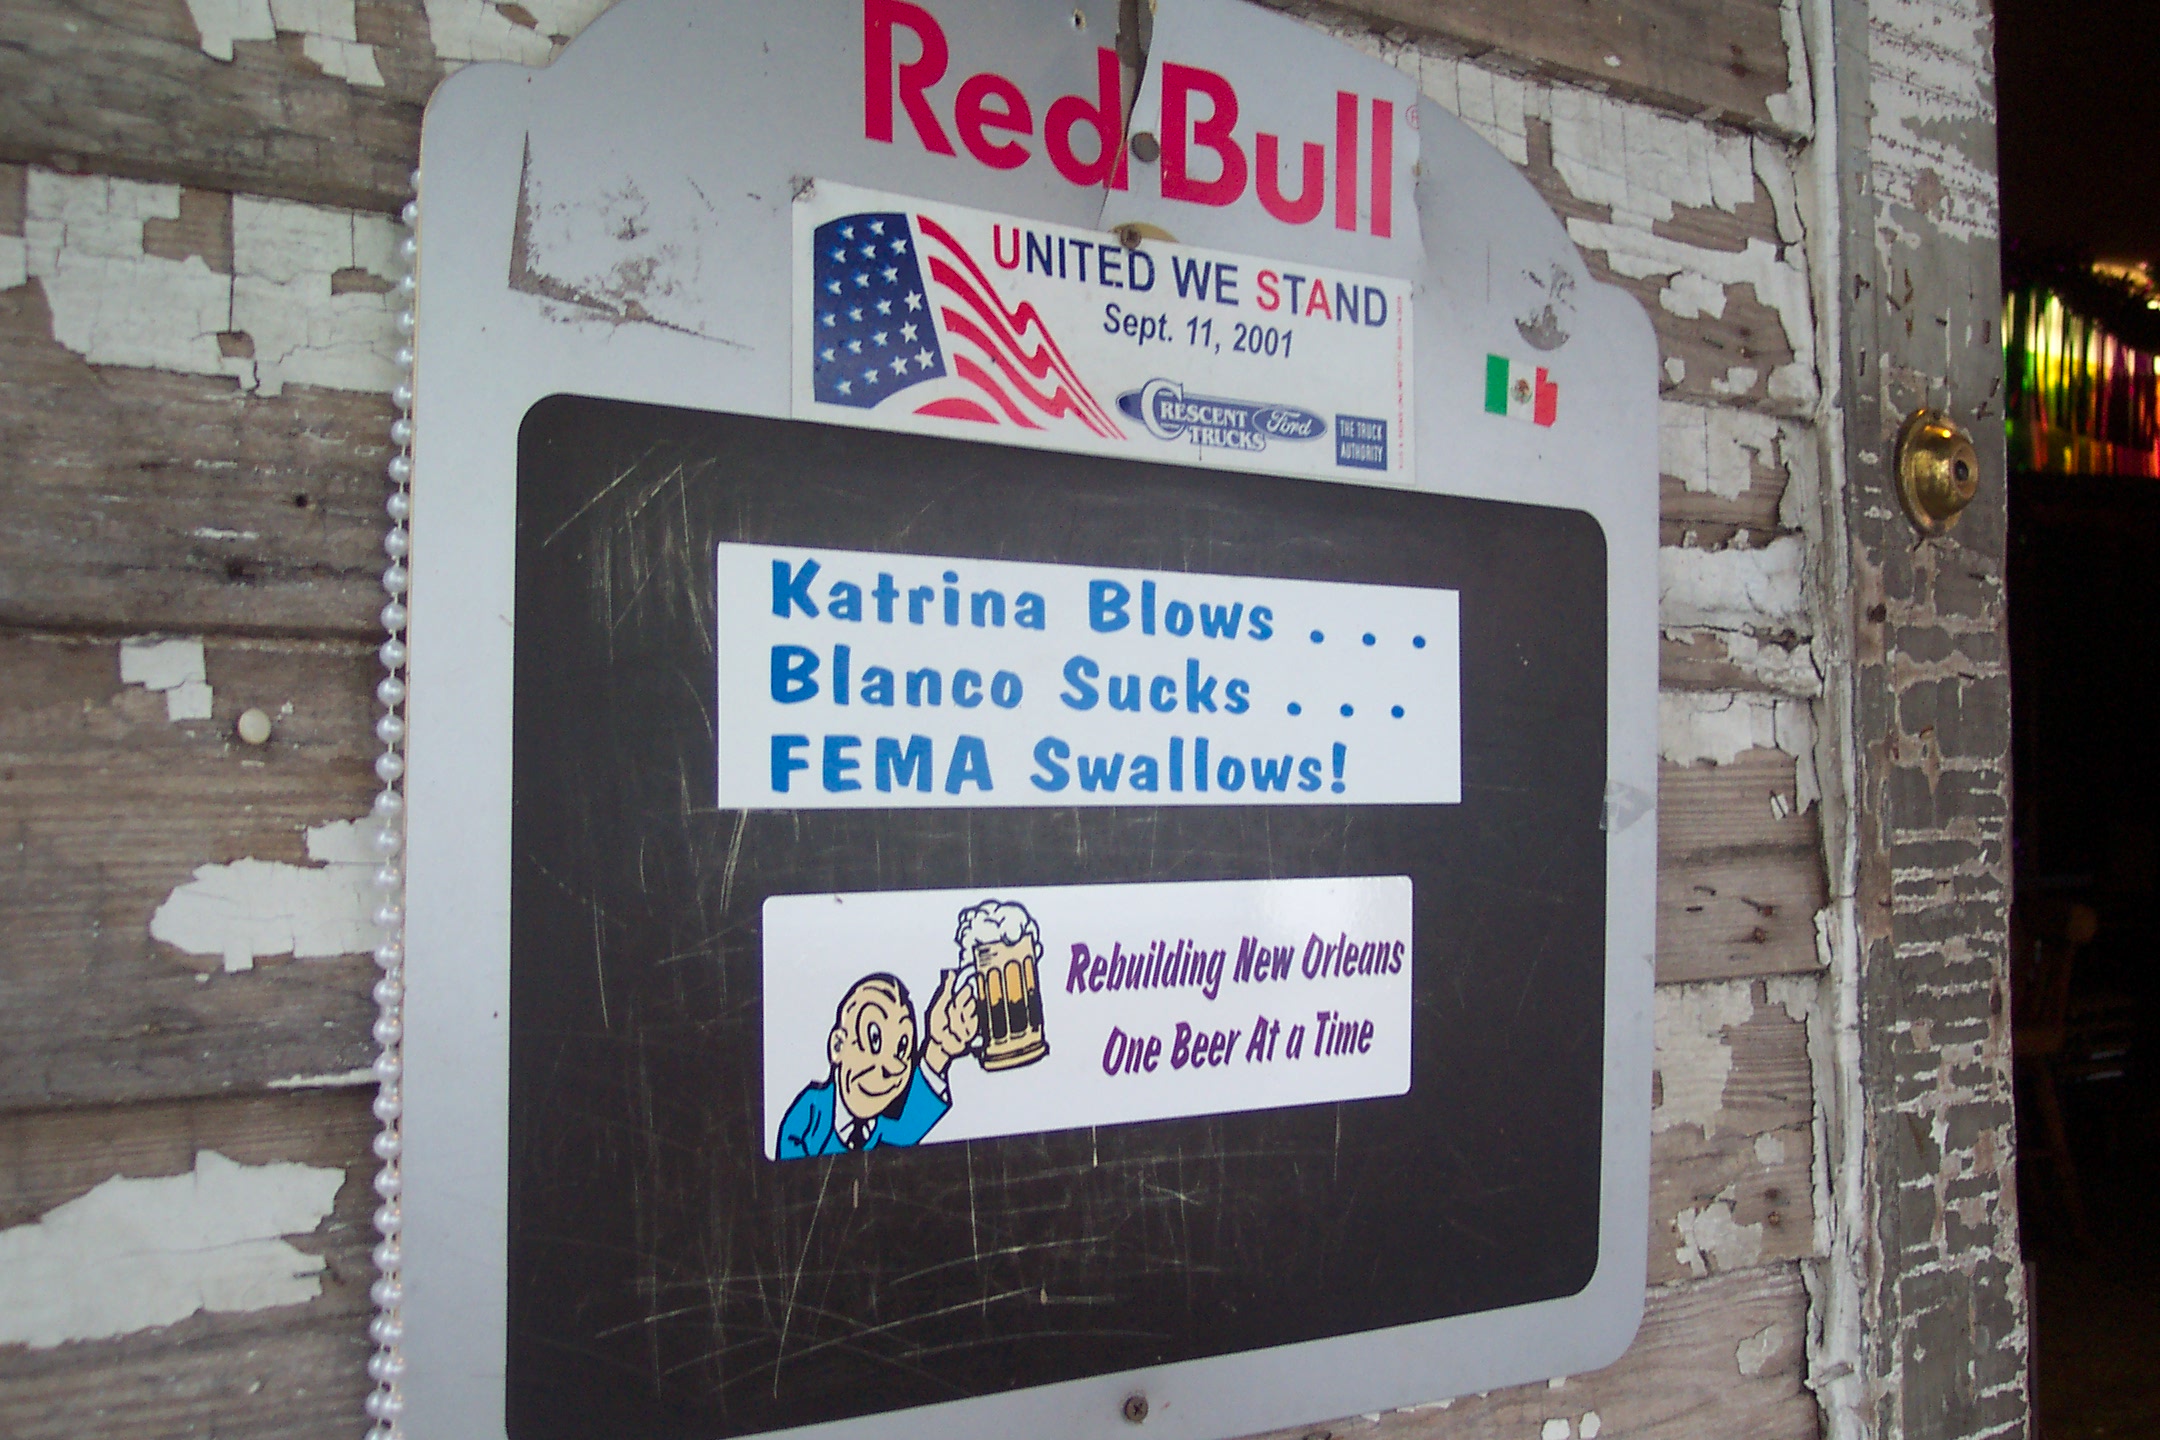 Red Bull
UNITED WE STAND
Sept. 11, 2001
CRESCENT
TRUCKS
Ford
THE TRUCK
AUTHORITY
Katrina Blows . . .
Blanco Sucks . . .
FEMA Swallows!
Rebuilding New Orleans
One Beer At a Time